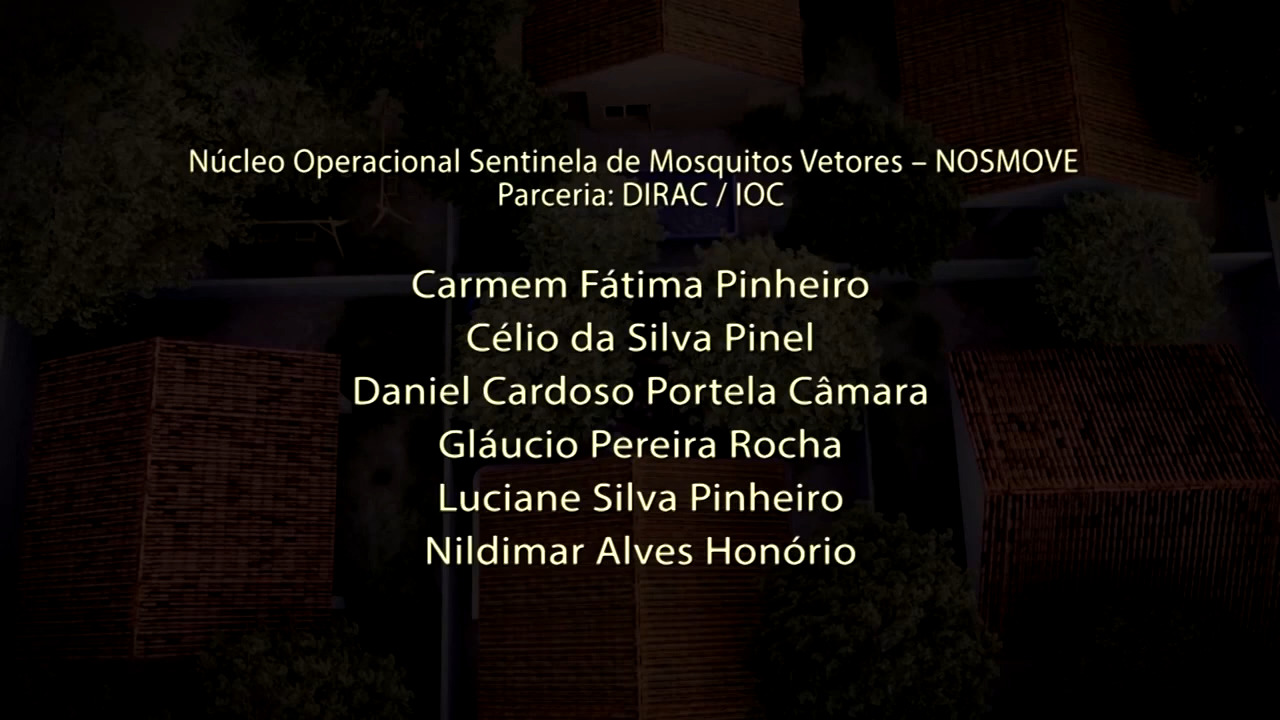 Núcleo Operacional Sentinela de Mosquitos Vetores – NOSMOVE
Parceria: DIRAC / IOC
Carmem Fátima Pinheiro
Célio da Silva Pinel
Daniel Cardoso Portela Câmara
Gláucio Pereira Rocha
Luciane Silva Pinheiro
Nildimar Alves Honório